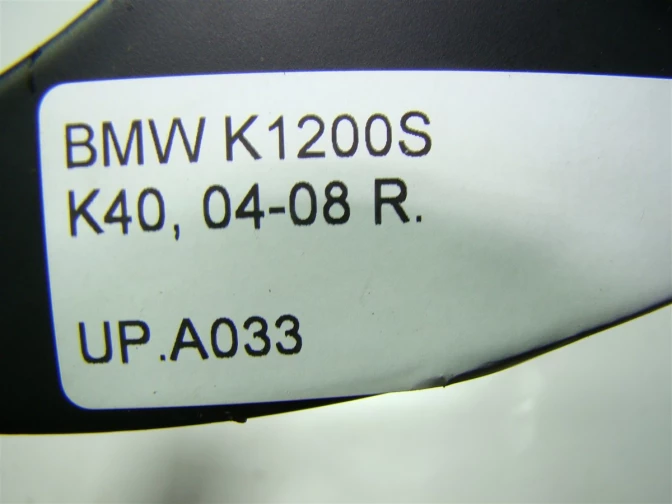 BMW K1200S
K40, 04-08 R.
UP.A033